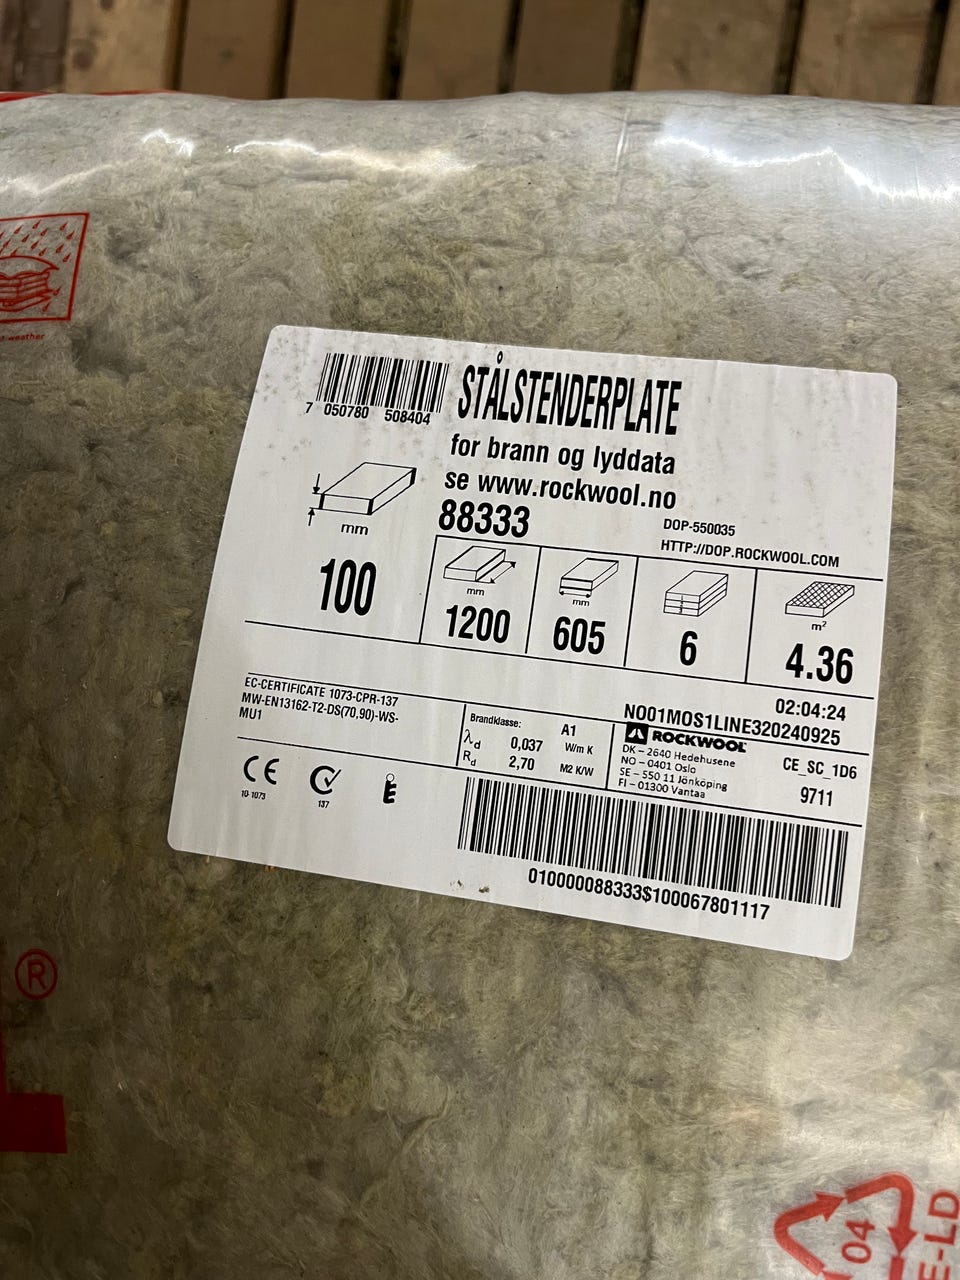 t weather
7 050780 508404
STÅLSTENDERPLATE
for brann og lyddata
se www.rockwool.no
88333
DOP-550035
HTTP://DOP.ROCKWOOL.COM
mm
100
mm
1200
mm
605
6
m²
4.36
02:04:24
NO01MOS1LINE320240925
EC-CERTIFICATE 1073-CPR-137
MW-EN13162-T2-DS(70,90)-WS-
MU1
Brandklasse: A1
λd 0,037 W/m K
Rd 2,70 M2 K/W
ROCKWOOL
DK – 2640 Hedehusene
NO – 0401 Oslo
SE – 550 11 Jönköping
FI – 01300 Vantaa
CE_SC_1D6
9711
CE
10-1073
137
010000088333$100067801117
®
04
E-LD